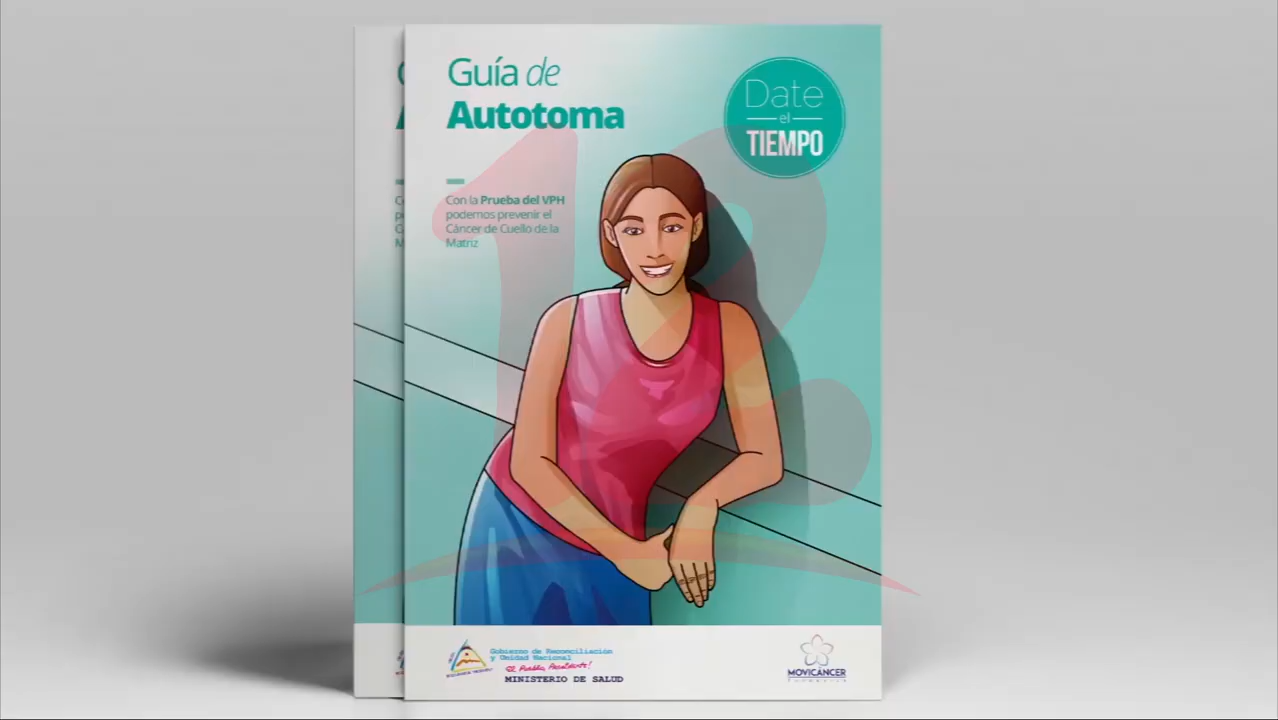 Guía de
Autotoma
Date
el
TIEMPO
Con la Prueba del VPH
podemos prevenir el
Cáncer de Cuello de la
Matriz
12
Gobierno de Reconciliación
y Unidad Nacional
El Pueblo, Presidente!
MINISTERIO DE SALUD
MOVICÁNCER